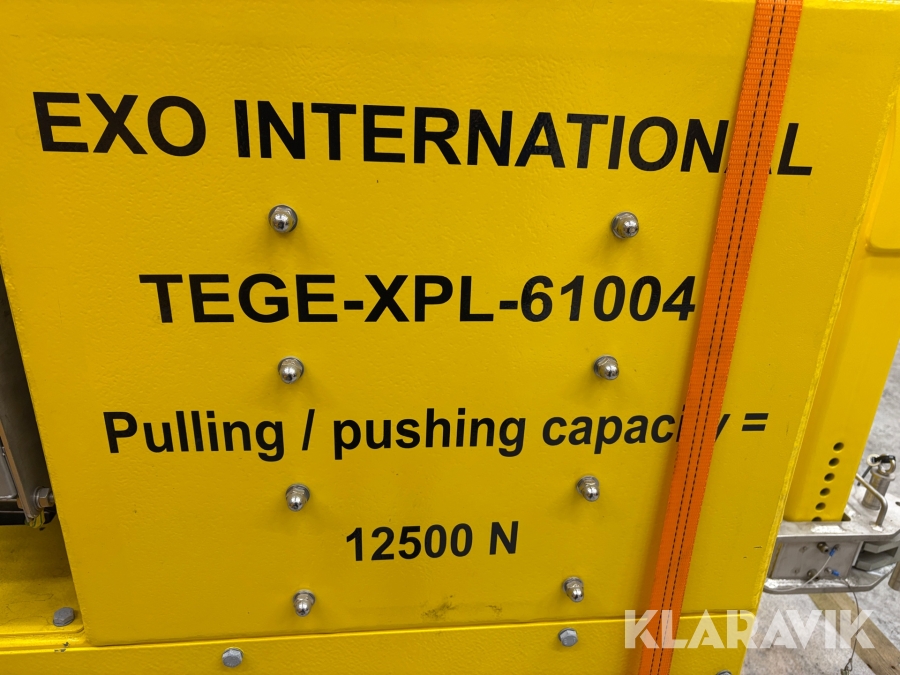 EXO INTERNATIONAL
TEGE-XPL-61004
Pulling / pushing capacity =
12500 N
KLARAVIK